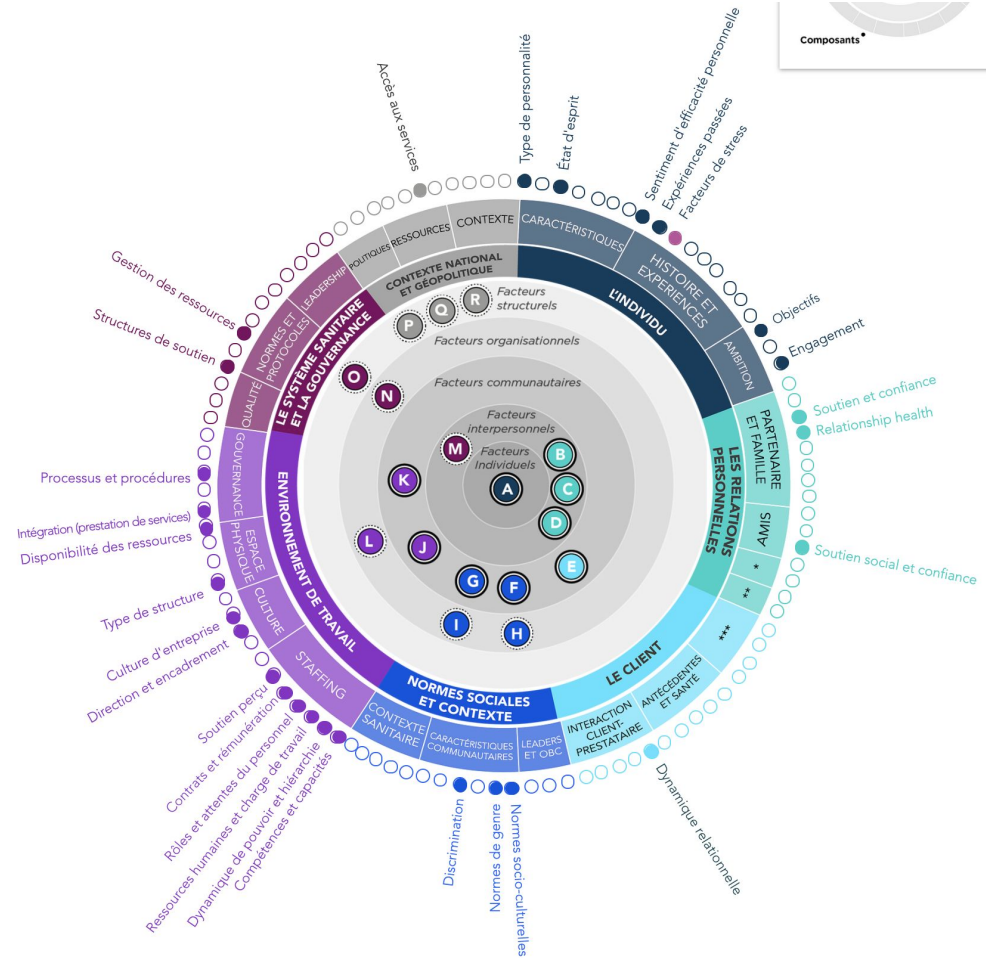 Composants
Type de personnalité
État d'esprit
Sentiment d'efficacité personnelle
Expériences passées
Facteurs de stress
Objectifs
Engagement
Soutien et confiance
Relationship health
Soutien social et confiance
Dynamique relationnelle
Normes socio-culturelles
Normes de genre
Discrimination
Compétences et capacités
Dynamique de pouvoir et hiérarchie
Ressources humaines et charge de travail
Rôles et attentes du personnel
Contrats et rémunération
Soutien perçu
Direction et encadrement
Culture d'entreprise
Type de structure
Disponibilité des ressources
Intégration (prestation de services)
Processus et procédures
Structures de soutien
Gestion des ressources
Accès aux services
CARACTÉRISTIQUES
HISTOIRE ET
EXPERIENCES
AMBITION
PARTENAIRE
ET FAMILLE
AMIS
*
**
***
ANTÉCÉDENTES
ET SANTÉ
INTERACTION
CLIENT-
PRESTATAIRE
LEADERS
ET OBC
CARACTÉRISTIQUES
COMMUNAUTAIRES
CONTEXTE
SANITAIRE
STAFFING
CULTURE
ESPACE
PHYSIQUE
GOUVERNANCE
QUALITÉ
NORMES ET
PROTOCOLES
LEADERSHIP
POLITIQUES
RESSOURCES
CONTEXTE
L'INDIVIDU
LES RELATIONS
PERSONNELLES
LE CLIENT
NORMES SOCIALES
ET CONTEXTE
ENVIRONNEMENT DE TRAVAIL
LE SYSTÈME SANITAIRE
ET LA GOUVERNANCE
CONTEXTE NATIONAL
ET GÉOPOLITIQUE
Facteurs
structurels
Facteurs organisationnels
Facteurs communautaires
Facteurs
interpersonnels
Facteurs
Individuels
R
Q
P
O
N
M
B
K
A
C
D
L
J
E
G
F
I
H